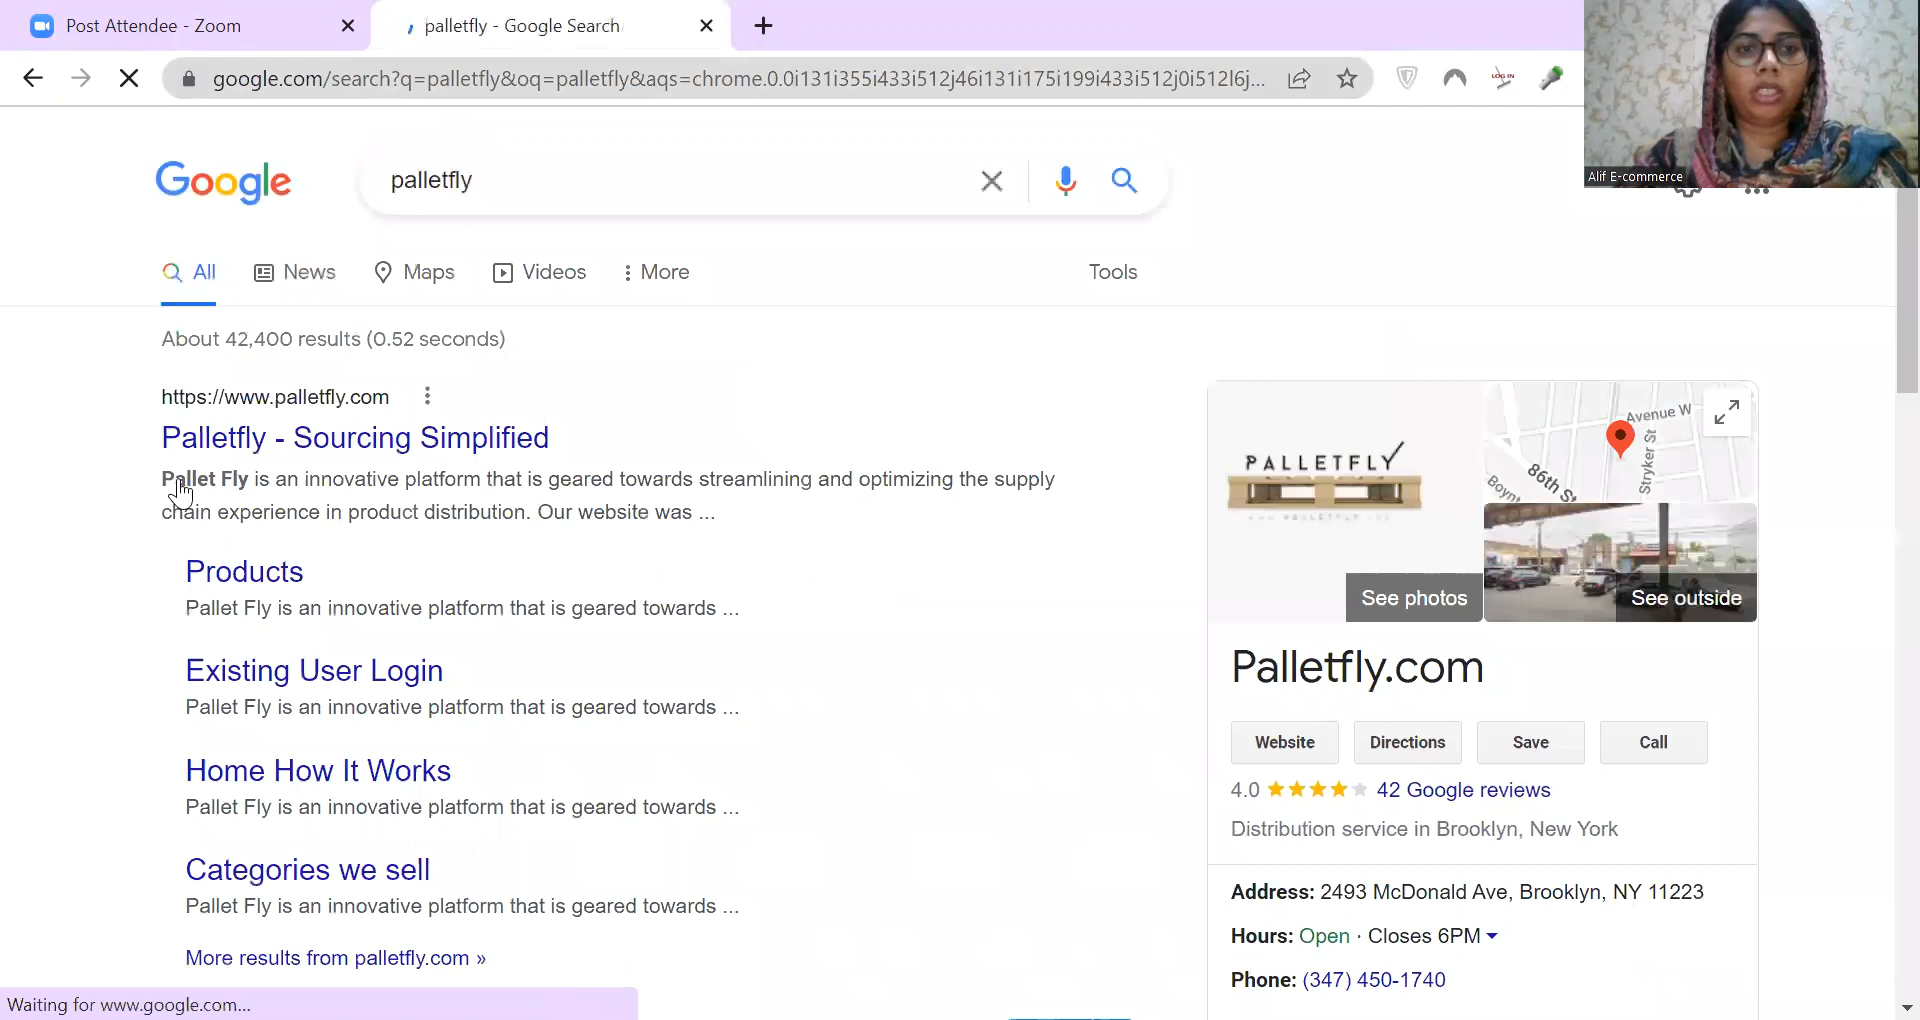 Post Attendee - Zoom
palletfly - Google Search
google.com/search?q=palletfly&oq=palletfly&aqs=chrome.0.0i131i355i433i512j46i131i175i199i433i512j0i512l6j...
LOG IN
Alif E-commerce
Google
palletfly
All
News
Maps
Videos
More
Tools
About 42,400 results (0.52 seconds)
https://www.palletfly.com
Palletfly - Sourcing Simplified
Pallet Fly is an innovative platform that is geared towards streamlining and optimizing the supply
chain experience in product distribution. Our website was ...
Products
Pallet Fly is an innovative platform that is geared towards ...
Existing User Login
Pallet Fly is an innovative platform that is geared towards ...
Home How It Works
Pallet Fly is an innovative platform that is geared towards ...
Categories we sell
Pallet Fly is an innovative platform that is geared towards ...
More results from palletfly.com »
PALLETFLY
See photos
Avenue W
Stryker St
86th St
Boynt
See outside
Palletfly.com
Website
Directions
Save
Call
4.0
42 Google reviews
Distribution service in Brooklyn, New York
Address: 2493 McDonald Ave, Brooklyn, NY 11223
Hours: Open · Closes 6PM
Phone: (347) 450-1740
Waiting for www.google.com...